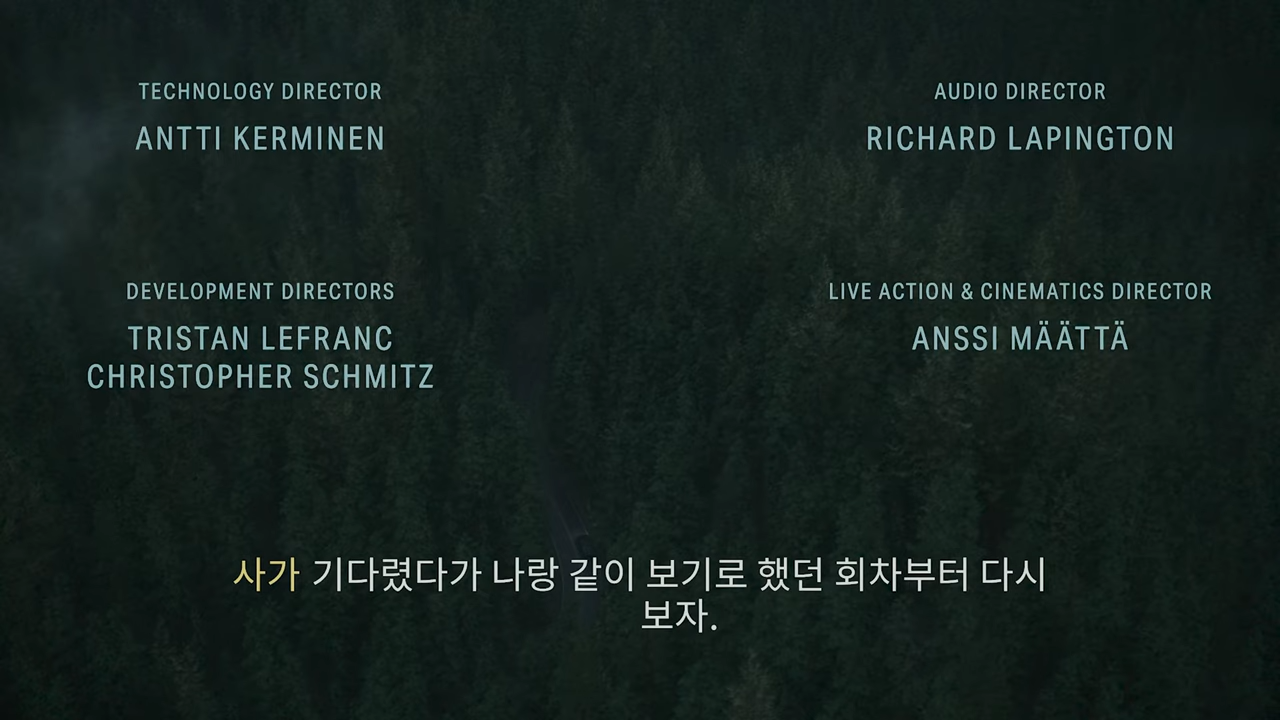 TECHNOLOGY DIRECTOR
ANTTI KERMINEN
AUDIO DIRECTOR
RICHARD LAPINGTON
DEVELOPMENT DIRECTORS
TRISTAN LEFRANC
CHRISTOPHER SCHMITZ
LIVE ACTION & CINEMATICS DIRECTOR
ANSSI MÄÄTTÄ
사가 기다렸다가 나랑 같이 보기로 했던 회차부터 다시
보자.